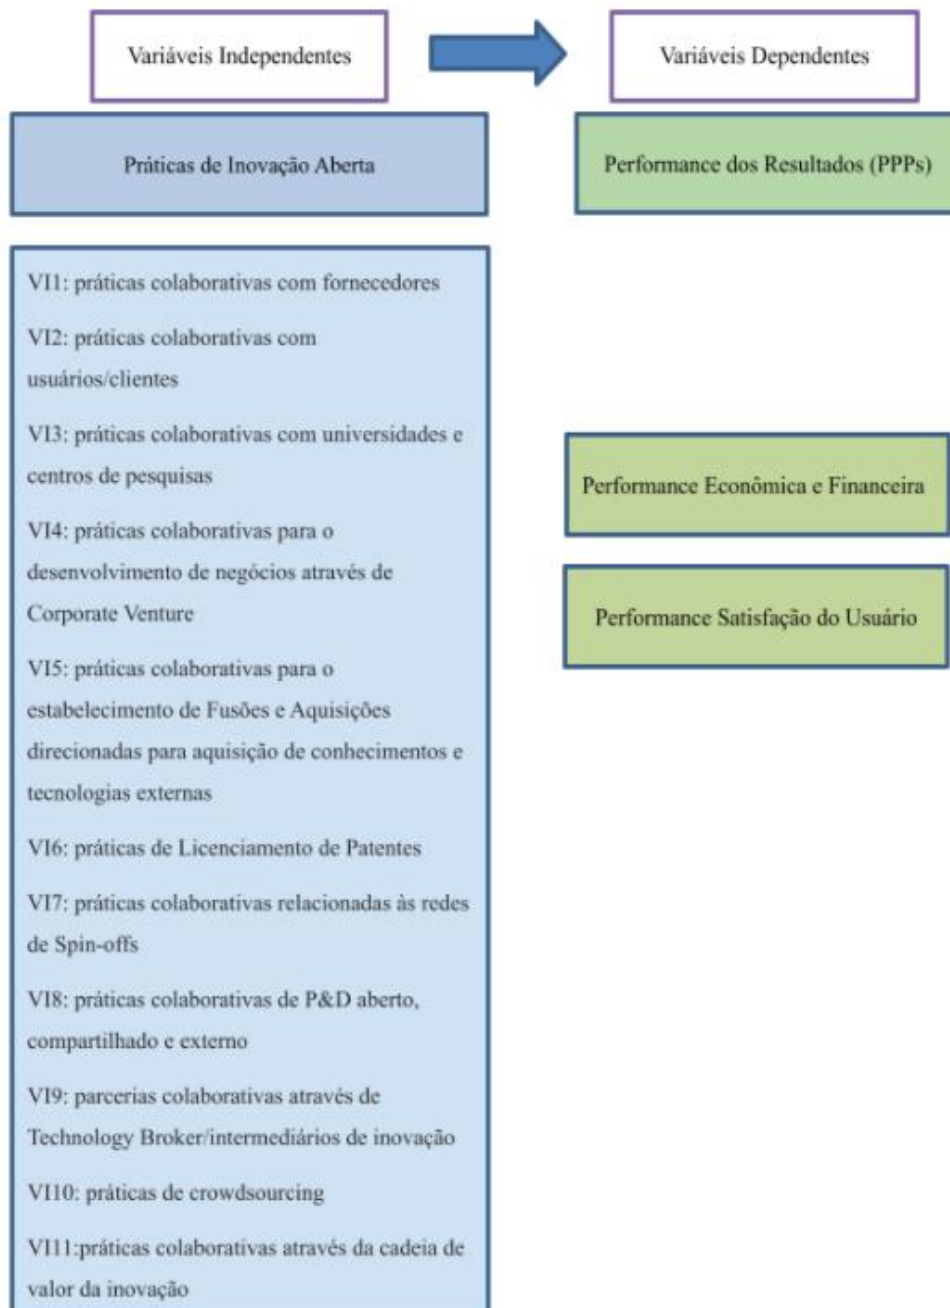 Variáveis Independentes
Variáveis Dependentes
Práticas de Inovação Aberta
Performance dos Resultados (PPPs)
VI1: práticas colaborativas com fornecedores
VI2: práticas colaborativas com
usuários/clientes
VI3: práticas colaborativas com universidades e
centros de pesquisas
VI4: práticas colaborativas para o
desenvolvimento de negócios através de
Corporate Venture
VI5: práticas colaborativas para o
estabelecimento de Fusões e Aquisições
direcionadas para aquisição de conhecimentos e
tecnologias externas
VI6: práticas de Licenciamento de Patentes
VI7: práticas colaborativas relacionadas às redes
de Spin-offs
VI8: práticas colaborativas de P&D aberto,
compartilhado e externo
VI9: parcerias colaborativas através de
Technology Broker/intermediários de inovação
VI10: práticas de crowdsourcing
VI11:práticas colaborativas através da cadeia de
valor da inovação
Performance Econômica e Financeira
Performance Satisfação do Usuário